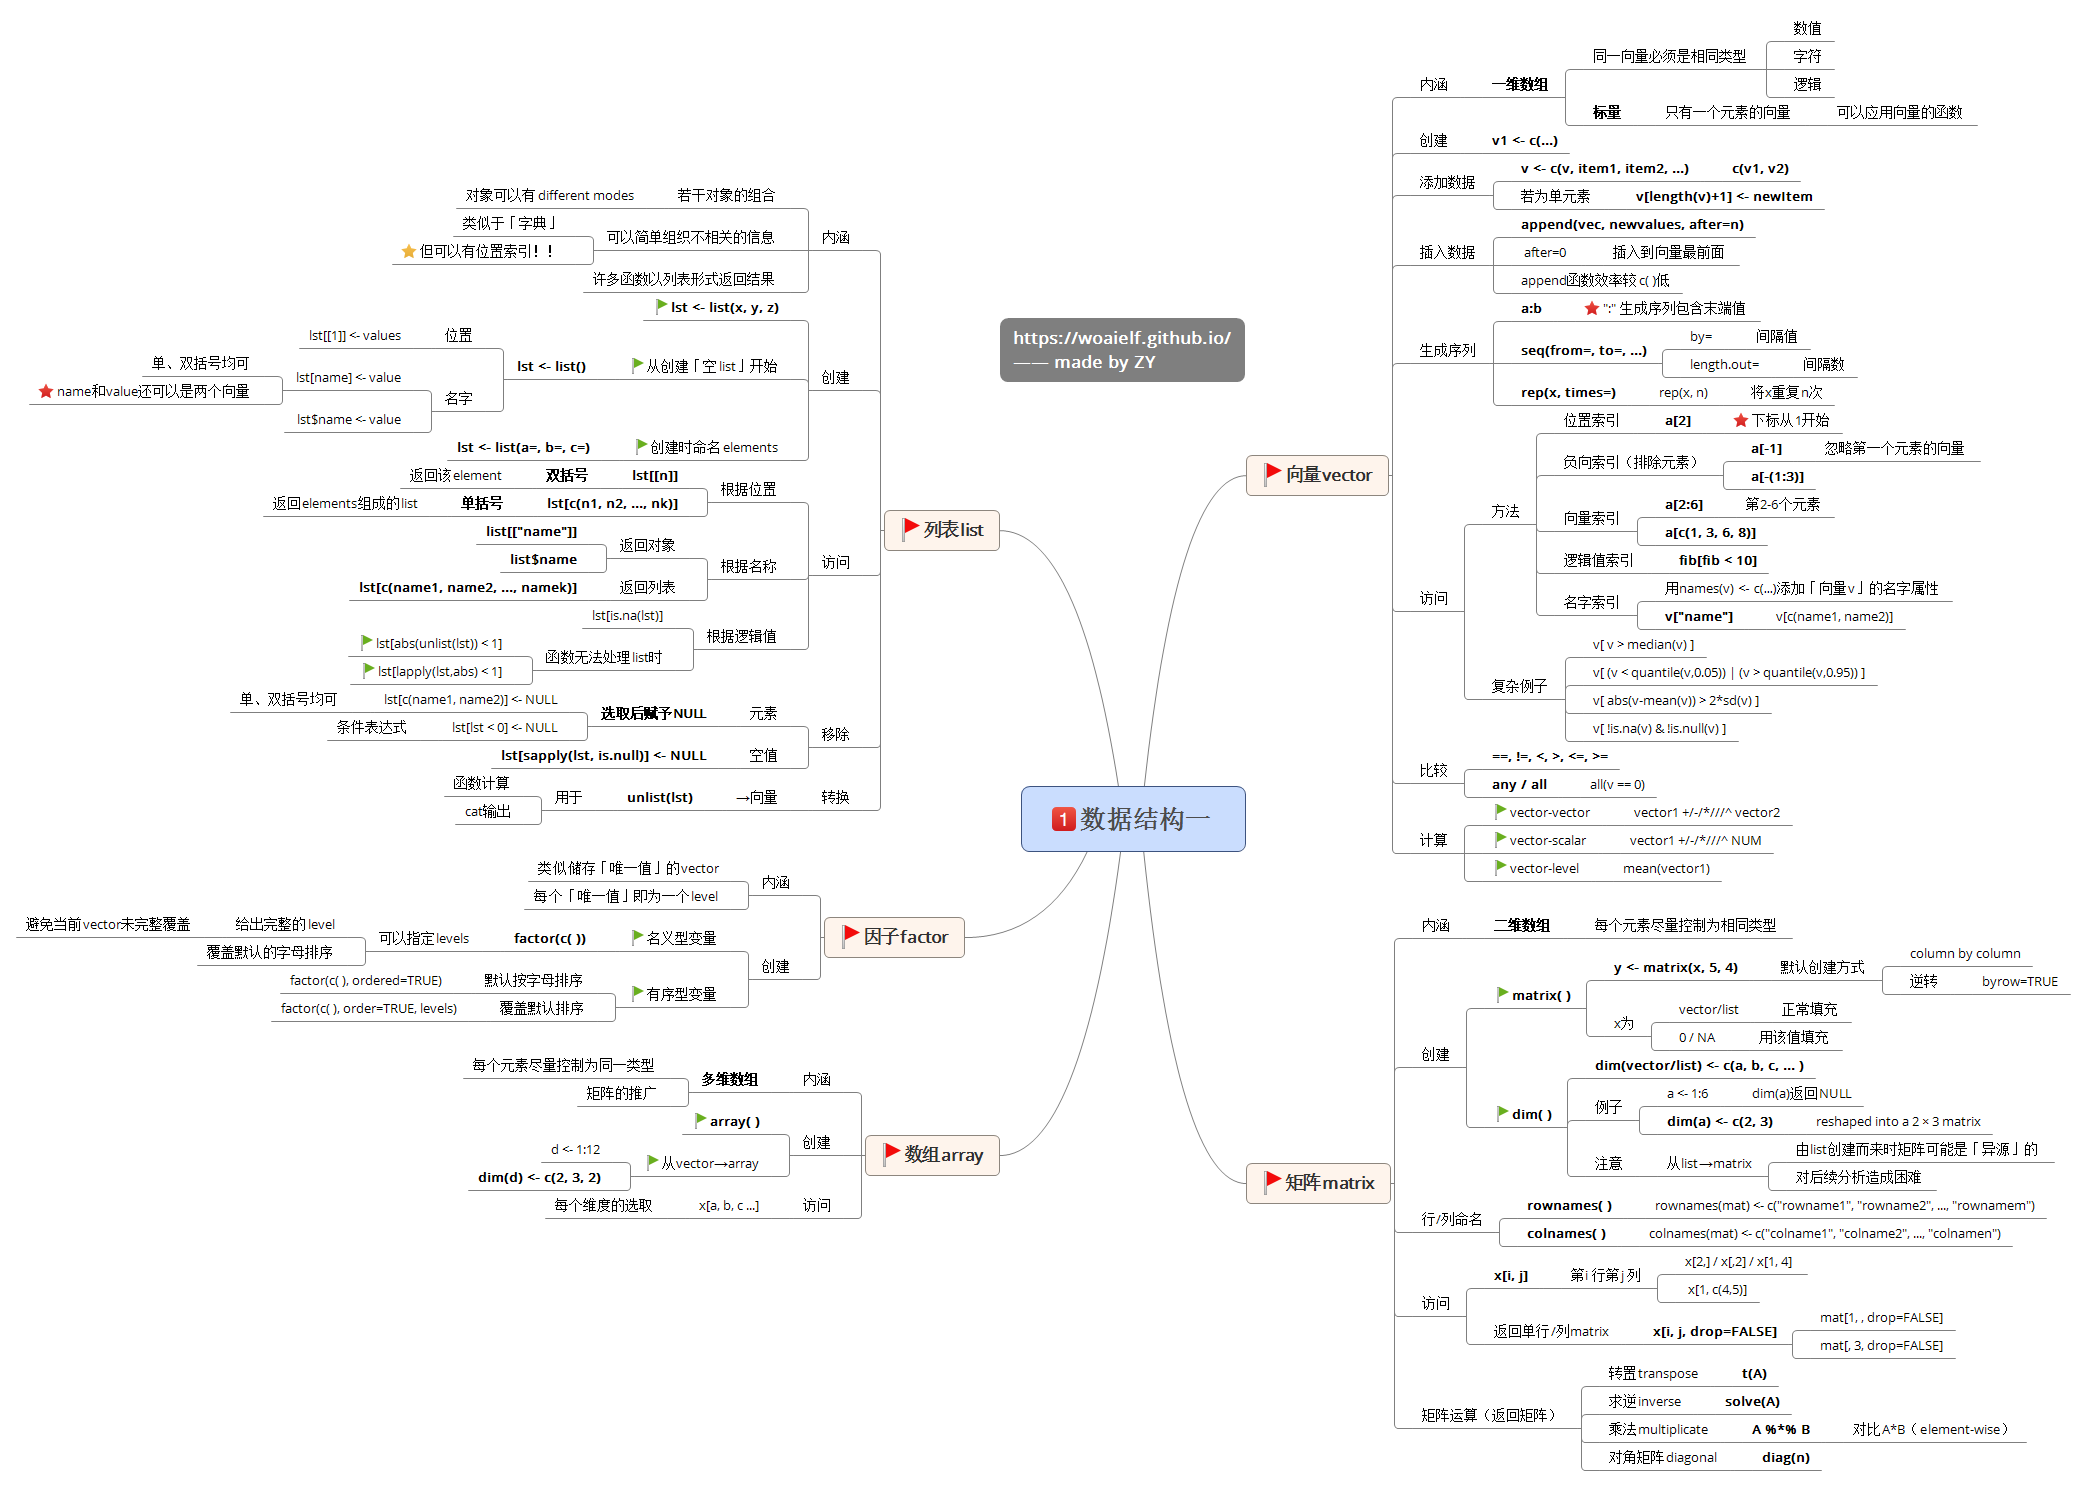 https://woaielf.github.io/
—— made by ZY
1 数据结构一
向量vector
内涵
一维数组
同一向量必须是相同类型
数值
字符
逻辑
标量
只有一个元素的向量
可以应用向量的函数
创建
v1 <- c(...)
添加数据
v <- c(v, item1, item2, ...)
c(v1, v2)
若为单元素
v[length(v)+1] <- newItem
插入数据
append(vec, newvalues, after=n)
after=0
插入到向量最前面
append函数效率较 c( )低
生成序列
a:b
":" 生成序列包含末端值
seq(from=, to=, ...)
by=
间隔值
length.out=
间隔数
rep(x, times=)
rep(x, n)
将x重复n次
访问
方法
位置索引
a[2]
下标从1开始
负向索引（排除元素）
a[-1]
忽略第一个元素的向量
a[-(1:3)]
向量索引
a[2:6]
第2-6个元素
a[c(1, 3, 6, 8)]
逻辑值索引
fib[fib < 10]
名字索引
用names(v) <- c(...)添加「向量v」的名字属性
v["name"]
v[c(name1, name2)]
复杂例子
v[ v > median(v) ]
v[ (v < quantile(v,0.05)) | (v > quantile(v,0.95)) ]
v[ abs(v-mean(v)) > 2*sd(v) ]
v[ !is.na(v) & !is.null(v) ]
比较
==, !=, <, >, <=, >=
any / all
all(v == 0)
计算
vector-vector
vector1 +/-/*///^ vector2
vector-scalar
vector1 +/-/*///^ NUM
vector-level
mean(vector1)
矩阵matrix
内涵
二维数组
每个元素尽量控制为相同类型
创建
matrix( )
y <- matrix(x, 5, 4)
默认创建方式
column by column
逆转
byrow=TRUE
x为
vector/list
正常填充
0 / NA
用该值填充
dim( )
dim(vector/list) <- c(a, b, c, ... )
例子
a <- 1:6
dim(a)返回NULL
dim(a) <- c(2, 3)
reshaped into a 2 × 3 matrix
注意
从list→matrix
由list创建而来时矩阵可能是「异源」的
对后续分析造成困难
行/列命名
rownames( )
rownames(mat) <- c("rowname1", "rowname2", ..., "rownamem")
colnames( )
colnames(mat) <- c("colname1", "colname2", ..., "colnamen")
访问
x[i, j]
第i 行第j 列
x[2,] / x[,2] / x[1, 4]
x[1, c(4,5)]
返回单行/列matrix
x[i, j, drop=FALSE]
mat[1, , drop=FALSE]
mat[, 3, drop=FALSE]
矩阵运算（返回矩阵）
转置transpose
t(A)
求逆inverse
solve(A)
乘法multiplicate
A %*% B
对比A*B（element-wise）
对角矩阵diagonal
diag(n)
列表list
内涵
若干对象的组合
对象可以有 different modes
可以简单组织不相关的信息
类似于「字典」
但可以有位置索引！！
许多函数以列表形式返回结果
创建
lst <- list(x, y, z)
从创建「空 list」开始
lst <- list()
位置
lst[[1]] <- values
名字
lst[name] <- value
单、双括号均可
name和value还可以是两个向量
lst$name <- value
创建时命名 elements
lst <- list(a=, b=, c=)
访问
根据位置
lst[[n]]
双括号
返回该element
lst[c(n1, n2, ..., nk)]
单括号
返回elements组成的list
根据名称
返回对象
list[["name"]]
list$name
返回列表
lst[c(name1, name2, ..., namek)]
根据逻辑值
lst[is.na(lst)]
函数无法处理list时
lst[abs(unlist(lst)) < 1]
lst[lapply(lst,abs) < 1]
移除
元素
选取后赋予NULL
lst[c(name1, name2)] <- NULL
单、双括号均可
lst[lst < 0] <- NULL
条件表达式
空值
lst[sapply(lst, is.null)] <- NULL
转换
→向量
unlist(lst)
用于
函数计算
cat输出
因子factor
内涵
类似储存「唯一值」的vector
每个「唯一值」即为一个level
创建
名义型变量
factor(c( ))
可以指定levels
给出完整的level
避免当前vector未完整覆盖
覆盖默认的字母排序
有序型变量
默认按字母排序
factor(c( ), ordered=TRUE)
覆盖默认排序
factor(c( ), order=TRUE, levels)
数组array
内涵
多维数组
每个元素尽量控制为同一类型
矩阵的推广
创建
array( )
从vector→array
d <- 1:12
dim(d) <- c(2, 3, 2)
访问
x[a, b, c ...]
每个维度的选取